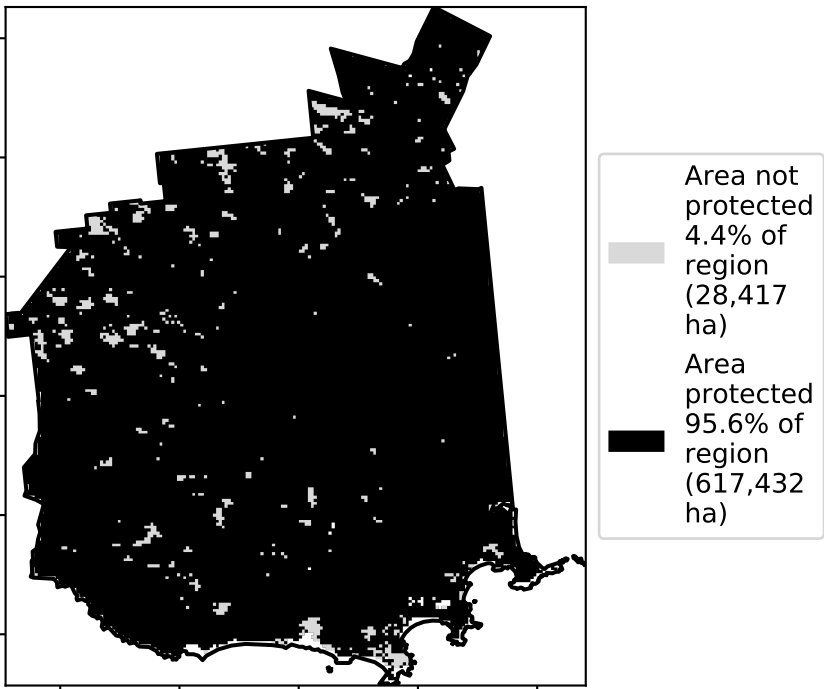 Area not
protected
4.4% of
region
(28,417
ha)
Area
protected
95.6% of
region
(617,432
ha)